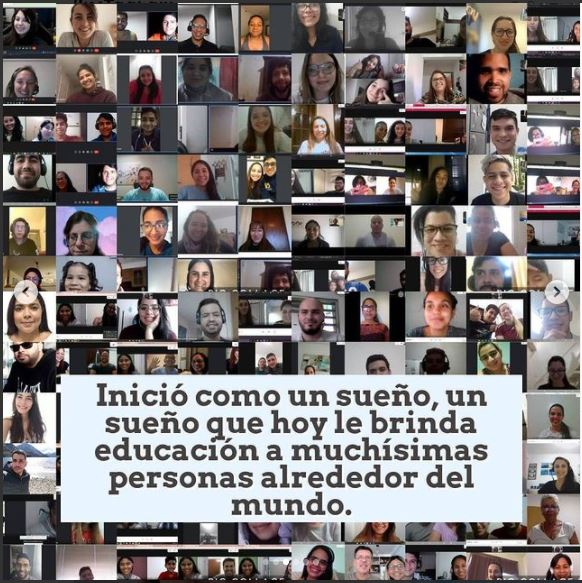 Inició como un sueño, un
sueño que hoy le brinda
educación a muchísimas
personas alrededor del
mundo.